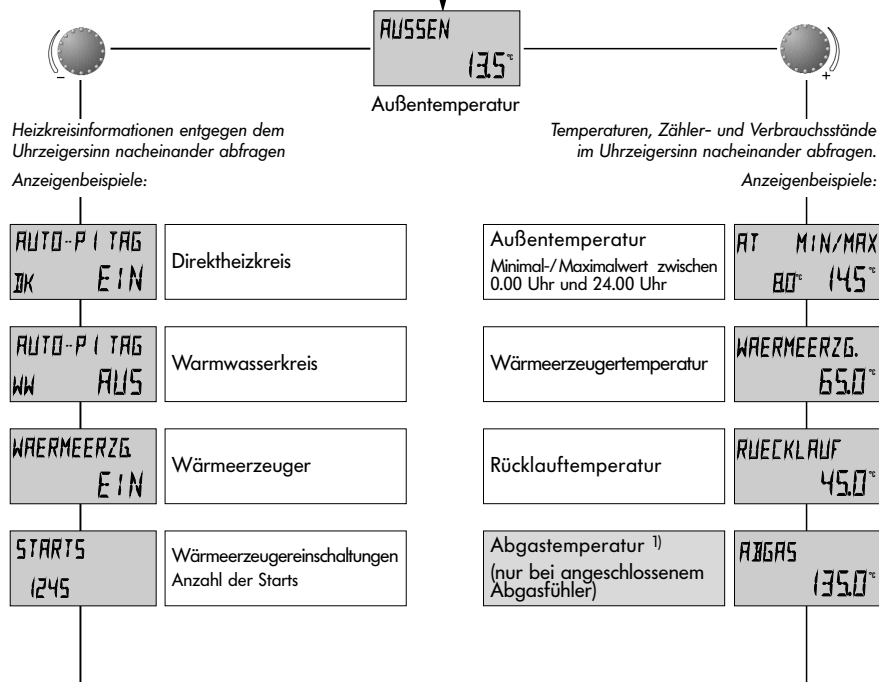 AUSSEN
13.5°C
Außentemperatur
–
+
Heizkreisinformationen entgegen dem
Uhrzeigersinn nacheinander abfragen
Anzeigenbeispiele:
Temperaturen, Zähler- und Verbrauchsstände
im Uhrzeigersinn nacheinander abfragen.
Anzeigenbeispiele:
AUTO-P1 TAG
DK EIN
Direktheizkreis
AUTO-P1 TAG
WW AUS
Warmwasserkreis
WAERMEERZG.
EIN
Wärmeerzeuger
STARTS
1245
Wärmeerzeugereinschaltungen
Anzahl der Starts
Außentemperatur
Minimal-/Maximalwert zwischen
0.00 Uhr und 24.00 Uhr
AT MIN/MAX
8.0°C 14.5°C
Wärmeerzeugertemperatur
WAERMEERZG.
65.0°C
Rücklauftemperatur
RUECKLAUF
45.0°C
Abgastemperatur 1)
(nur bei angeschlossenem
Abgasfühler)
ABGAS
135.0°C